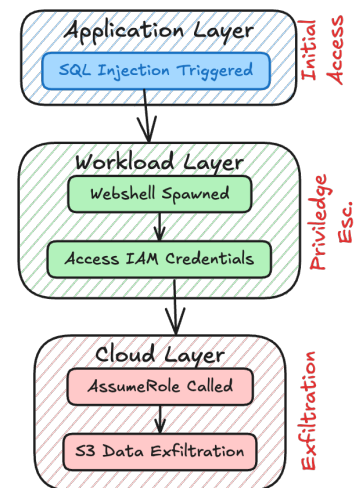 Application Layer
SQL Injection Triggered
Initial
Access
Workload Layer
Webshell Spawned
Access IAM Credentials
Priviledge
Esc.
Cloud Layer
AssumeRole Called
S3 Data Exfiltration
Exfiltration